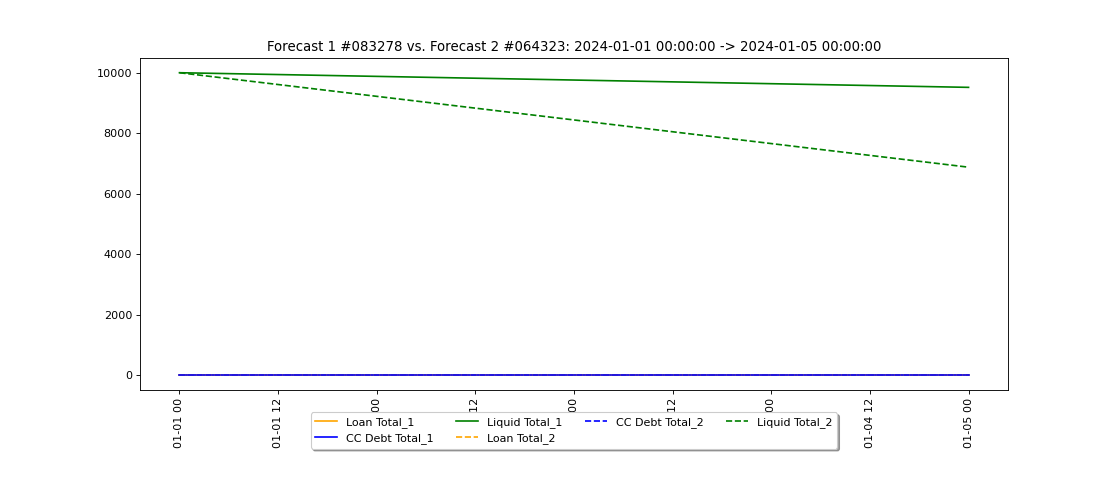 Forecast 1 #083278 vs. Forecast 2 #064323: 2024-01-01 00:00:00 -> 2024-01-05 00:00:00
10000
8000
6000
4000
2000
0
01-01 00
01-01 12
00
12
00
12
00
01-04 12
01-05 00
Loan Total_1
CC Debt Total_1
Liquid Total_1
Loan Total_2
CC Debt Total_2
Liquid Total_2